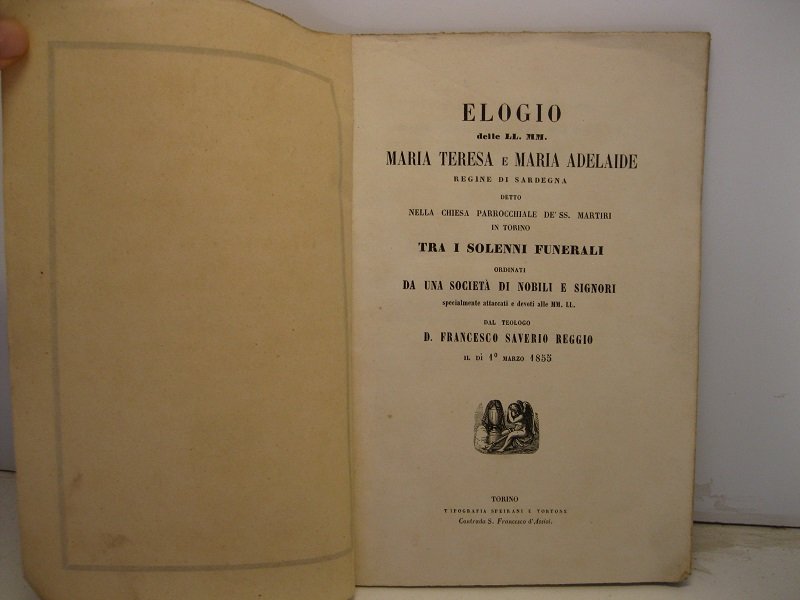 ELOGIO
delle LL. MM.
MARIA TERESA E MARIA ADELAIDE
REGINE DI SARDEGNA
DETTO
NELLA CHIESA PARROCCHIALE DE' SS. MARTIRI
IN TORINO
TRA I SOLENNI FUNERALI
ORDINATI
DA UNA SOCIETÀ DI NOBILI E SIGNORI
specialmente attaccati e devoti alle MM. LL.
DAL TEOLOGO
D. FRANCESCO SAVERIO REGGIO
IL DÌ 1º MARZO 1855
TORINO
TIPOGRAFIA SPEIRANI E TORTONE
Contrada S. Francesco d'Assisi.